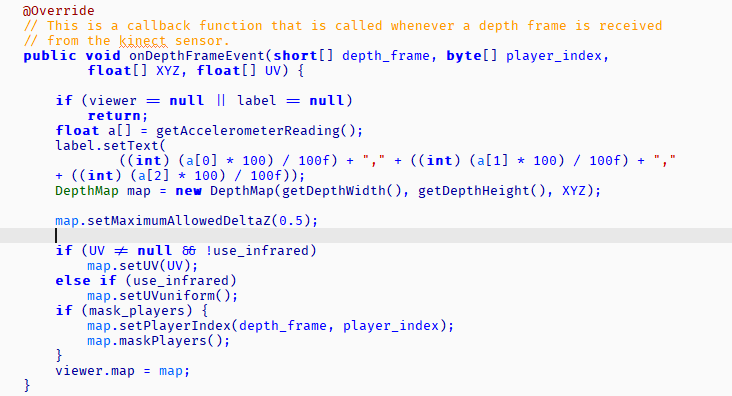 @Override
// This is a callback function that is called whenever a depth frame is received
// from the kinect sensor.
public void onDepthFrameEvent(short[] depth_frame, byte[] player_index,
        float[] XYZ, float[] UV) {

    if (viewer == null || label == null)
        return;
    float a[] = getAccelerometerReading();
    label.setText(
            ((int) (a[0] * 100) / 100f) + "," + ((int) (a[1] * 100) / 100f) + ","
    + ((int) (a[2] * 100) / 100f));
    DepthMap map = new DepthMap(getDepthWidth(), getDepthHeight(), XYZ);

    map.setMaximumAllowedDeltaZ(0.5);

    if (UV != null && !use_infrared)
        map.setUV(UV);
    else if (use_infrared)
        map.setUVuniform();
    if (mask_players) {
        map.setPlayerIndex(depth_frame, player_index);
        map.maskPlayers();
    }
    viewer.map = map;
}